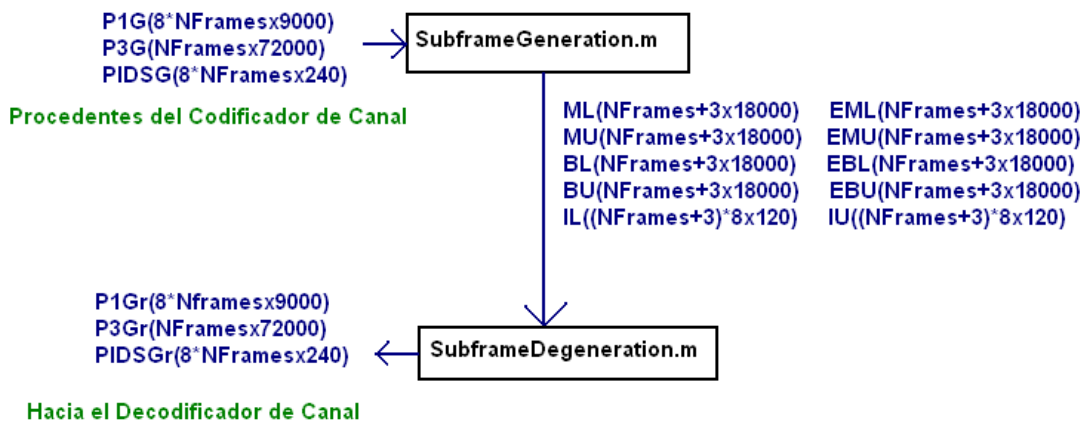 P1G(8*NFramesx9000)
P3G(NFramesx72000)
PIDSG(8*NFramesx240)
SubframeGeneration.m
Procedentes del Codificador de Canal
ML(NFrames+3x18000) EML(NFrames+3x18000)
MU(NFrames+3x18000) EMU(NFrames+3x18000)
BL(NFrames+3x18000) EBL(NFrames+3x18000)
BU(NFrames+3x18000) EBU(NFrames+3x18000)
IL((NFrames+3)*8x120) IU((NFrames+3)*8x120)
P1Gr(8*Nframesx9000)
P3Gr(NFramesx72000)
PIDSGr(8*NFramesx240)
SubframeDegeneration.m
Hacia el Decodificador de Canal